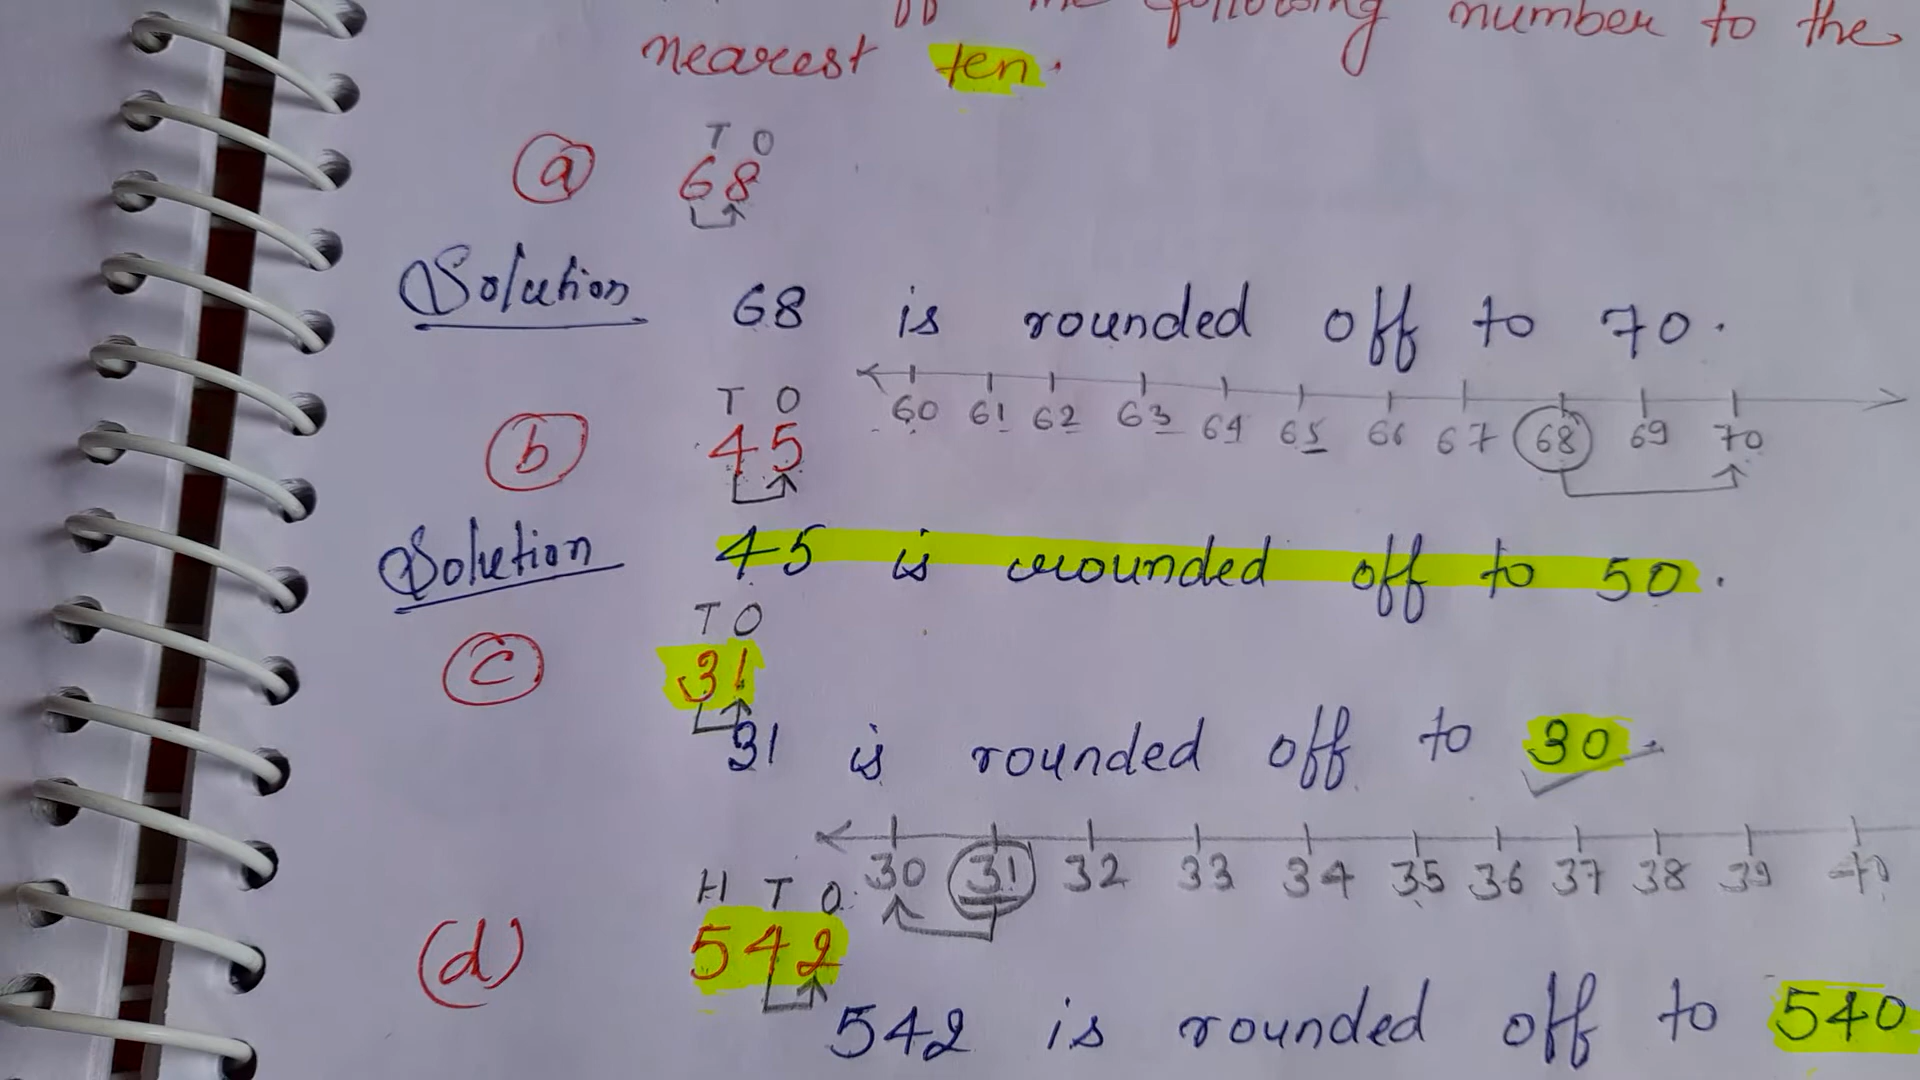 off the following number to the
nearest ten.
T O
(a) 68
Solution 68 is rounded off to 70.
60 61 62 63 64 65 66 67 68 69 70
T O
(b) 45
Solution 45 is rounded off to 50.
T O
(c) 31
31 is rounded off to 30.
30 31 32 33 34 35 36 37 38 39 40
H T O
(d) 542
542 is rounded off to 540